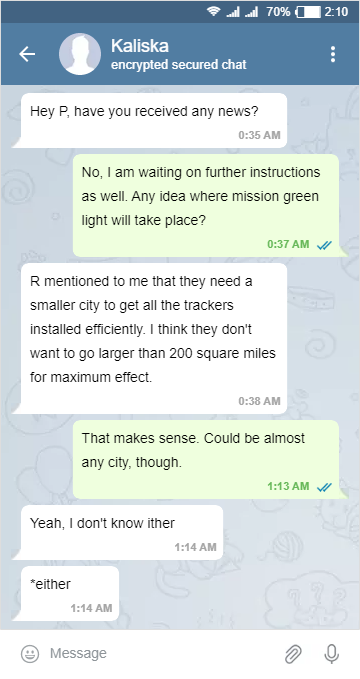 70% 2:10
Kaliska
encrypted secured chat
Hey P, have you received any news?
0:35 AM
No, I am waiting on further instructions
as well. Any idea where mission green
light will take place?
0:37 AM
R mentioned to me that they need a
smaller city to get all the trackers
installed efficiently. I think they don't
want to go larger than 200 square miles
for maximum effect.
0:38 AM
That makes sense. Could be almost
any city, though.
1:13 AM
Yeah, I don't know ither
1:14 AM
*either
1:14 AM
Message